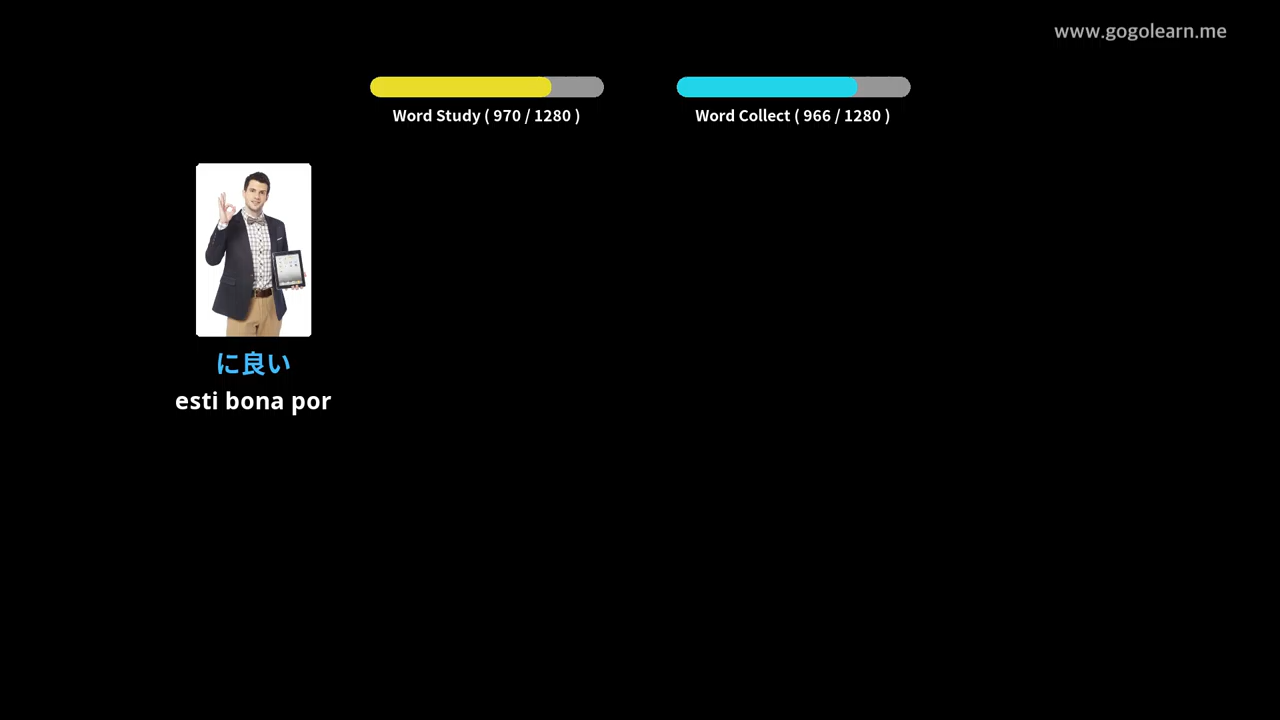 www.gogolearn.me
Word Study ( 970 / 1280 )
Word Collect ( 966 / 1280 )
に良い
esti bona por